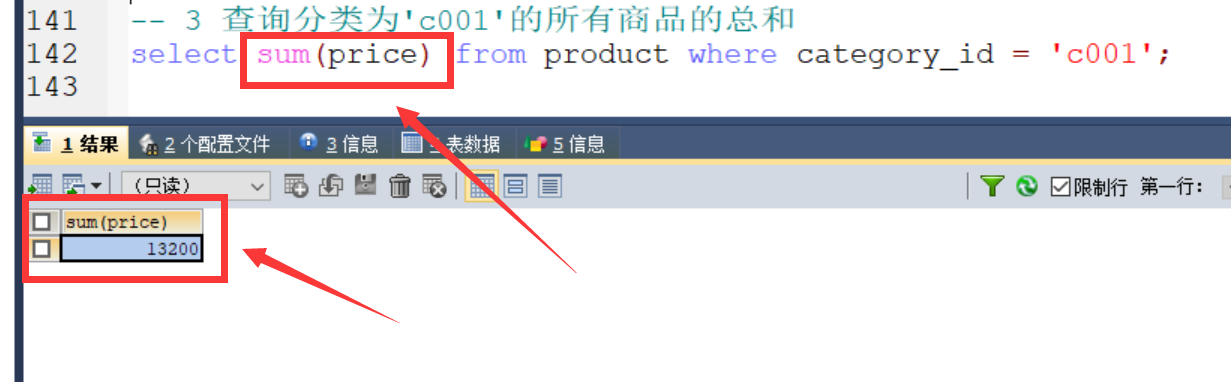 141 -- 3 查询分类为'c001'的所有商品的总和
142 select sum(price) from product where category_id = 'c001';
143
1 结果 2 个配置文件 3 信息 表数据 5 信息
(只读) 限制行 第一行:
sum(price)
13200